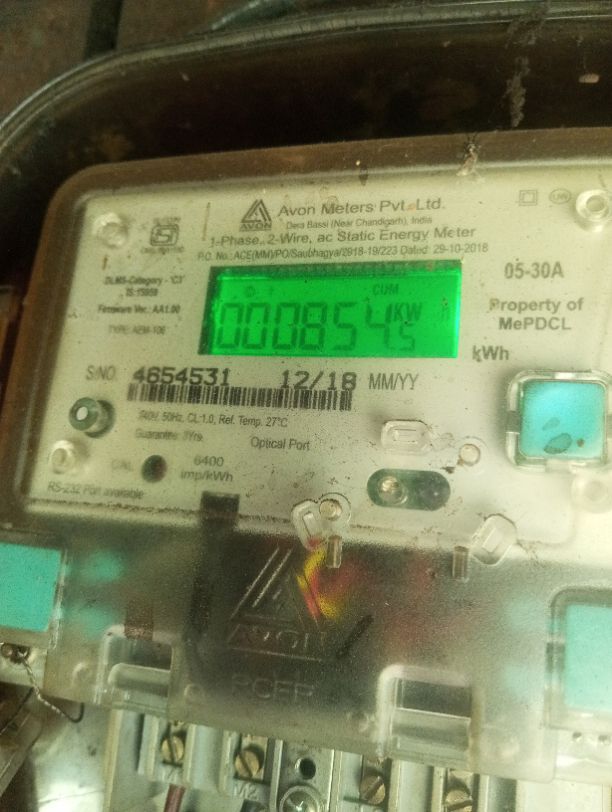 AVON
Avon Meters Pvt. Ltd.
Dera Bassi (Near Chandigarh), India
1-Phase, 2-Wire, ac Static Energy Meter
P.O. No.: ACE(MM)/PO/Saubhagya/2018-19/223 Dated: 29-10-2018
DLMS-Category - 'C3'
IS:15959
Firmware Ver.: AA1.00
TYPE: AEM-106
CUM
000854.5 KWh
05-30A
Property of
MePDCL
kWh
S/NO. 4654531 12/18 MM/YY
240V, 50Hz, CL:1.0, Ref. Temp. 27°C
Guarantee: 5Yrs
Optical Port
CAL
6400
imp/kWh
RS-232 Port available
AVON